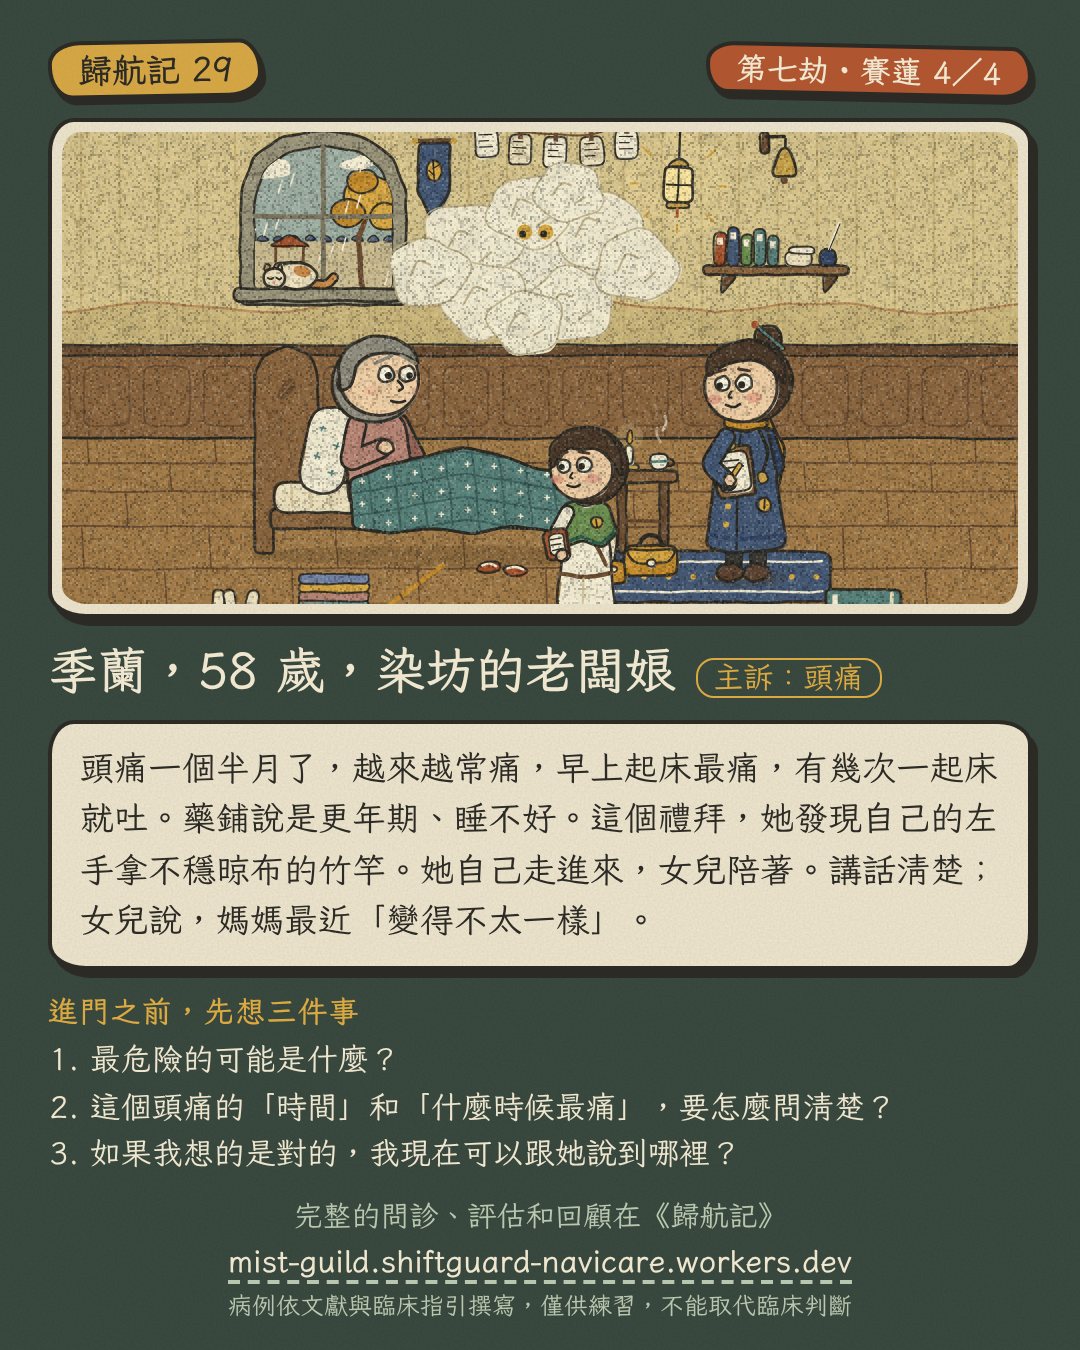 歸航記 29
第七劫・賽蓮 4／4
季蘭，58 歲，染坊的老闆娘
主訴：頭痛
頭痛一個半月了，越來越常痛，早上起床最痛，有幾次一起床
就吐。藥鋪說是更年期、睡不好。這個禮拜，她發現自己的左
手拿不穩晾布的竹竿。她自己走進來，女兒陪著。講話清楚；
女兒說，媽媽最近「變得不太一樣」。
進門之前，先想三件事
1. 最危險的可能是什麼？
2. 這個頭痛的「時間」和「什麼時候最痛」，要怎麼問清楚？
3. 如果我想的是對的，我現在可以跟她說到哪裡？
完整的問診、評估和回顧在《歸航記》
mist-guild.shiftguard-navicare.workers.dev
病例依文獻與臨床指引撰寫，僅供練習，不能取代臨床判斷